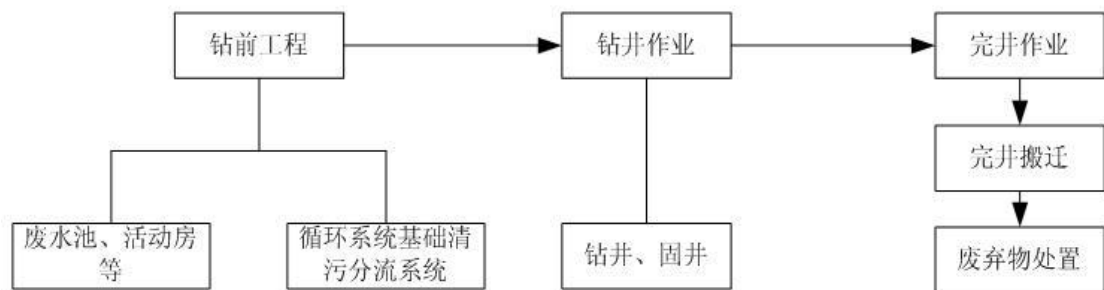 钻前工程
钻井作业
完井作业
完井搬迁
废水池、活动房
等
循环系统基础清
污分流系统
钻井、固井
废弃物处置